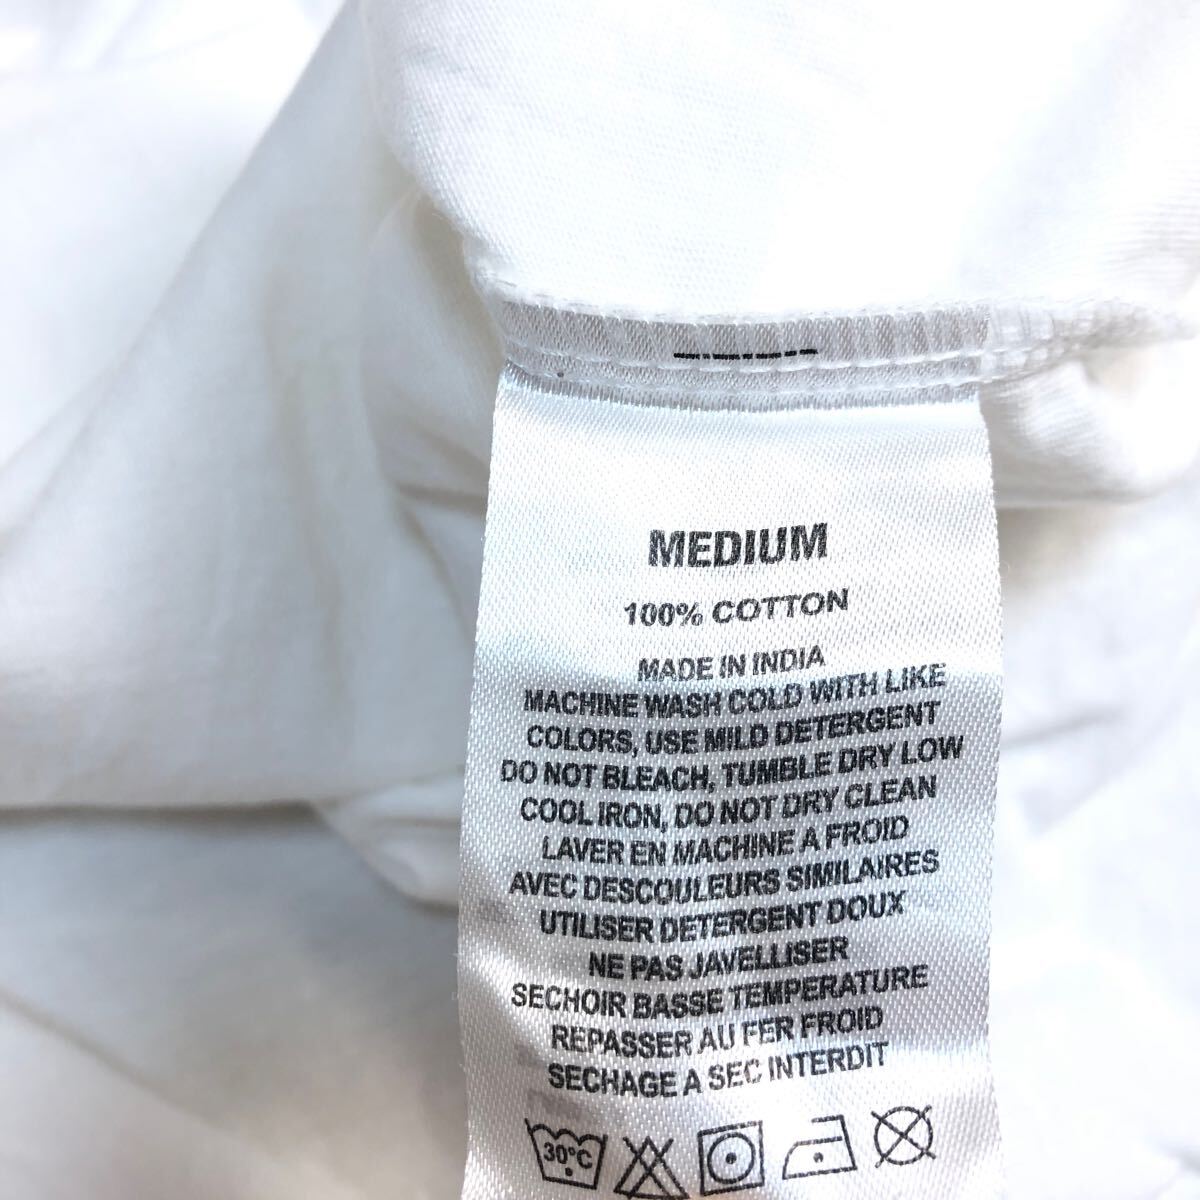 MEDIUM
100% COTTON
MADE IN INDIA
MACHINE WASH COLD WITH LIKE
COLORS, USE MILD DETERGENT
DO NOT BLEACH, TUMBLE DRY LOW
COOL IRON, DO NOT DRY CLEAN
LAVER EN MACHINE A FROID
AVEC DESCOULEURS SIMILAIRES
UTILISER DETERGENT DOUX
NE PAS JAVELLISER
SECHOIR BASSE TEMPERATURE
REPASSER AU FER FROID
SECHAGE A SEC INTERDIT
30°C